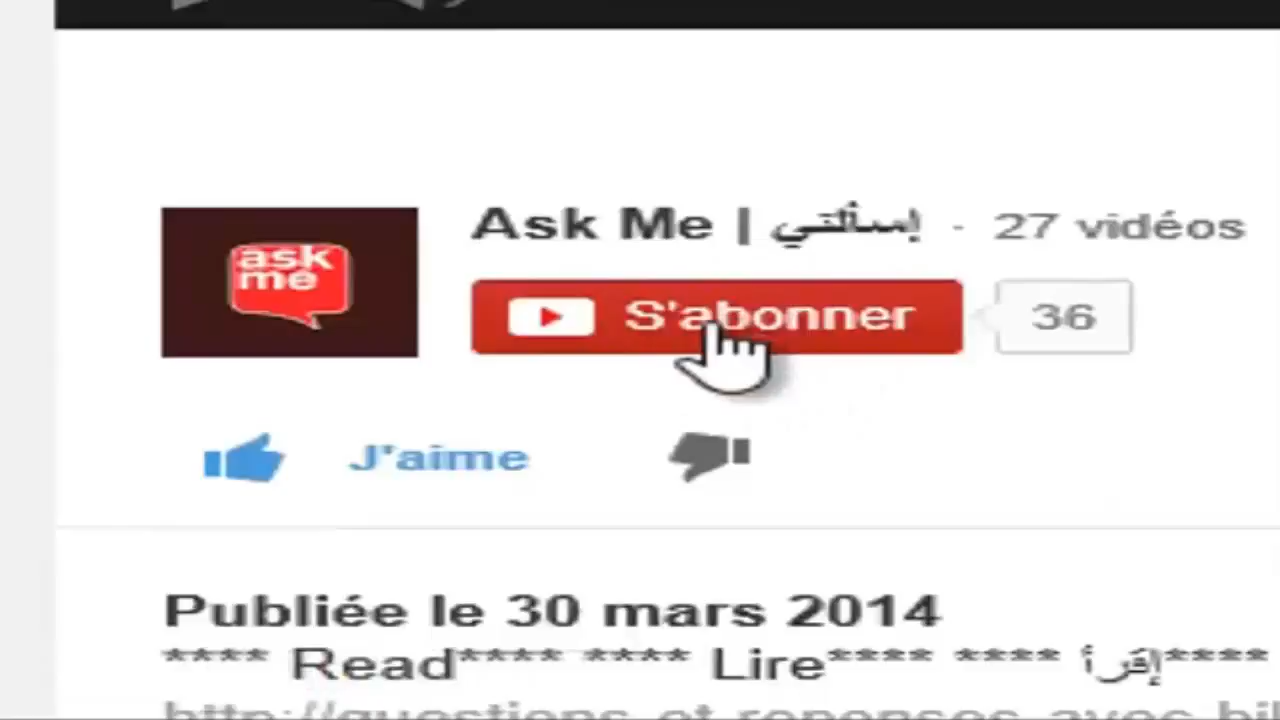 ask
me
Ask Me | إسألني · 27 vidéos
S'abonner 36
J'aime
Publiée le 30 mars 2014
**** Read**** **** Lire**** **** إقرأ****